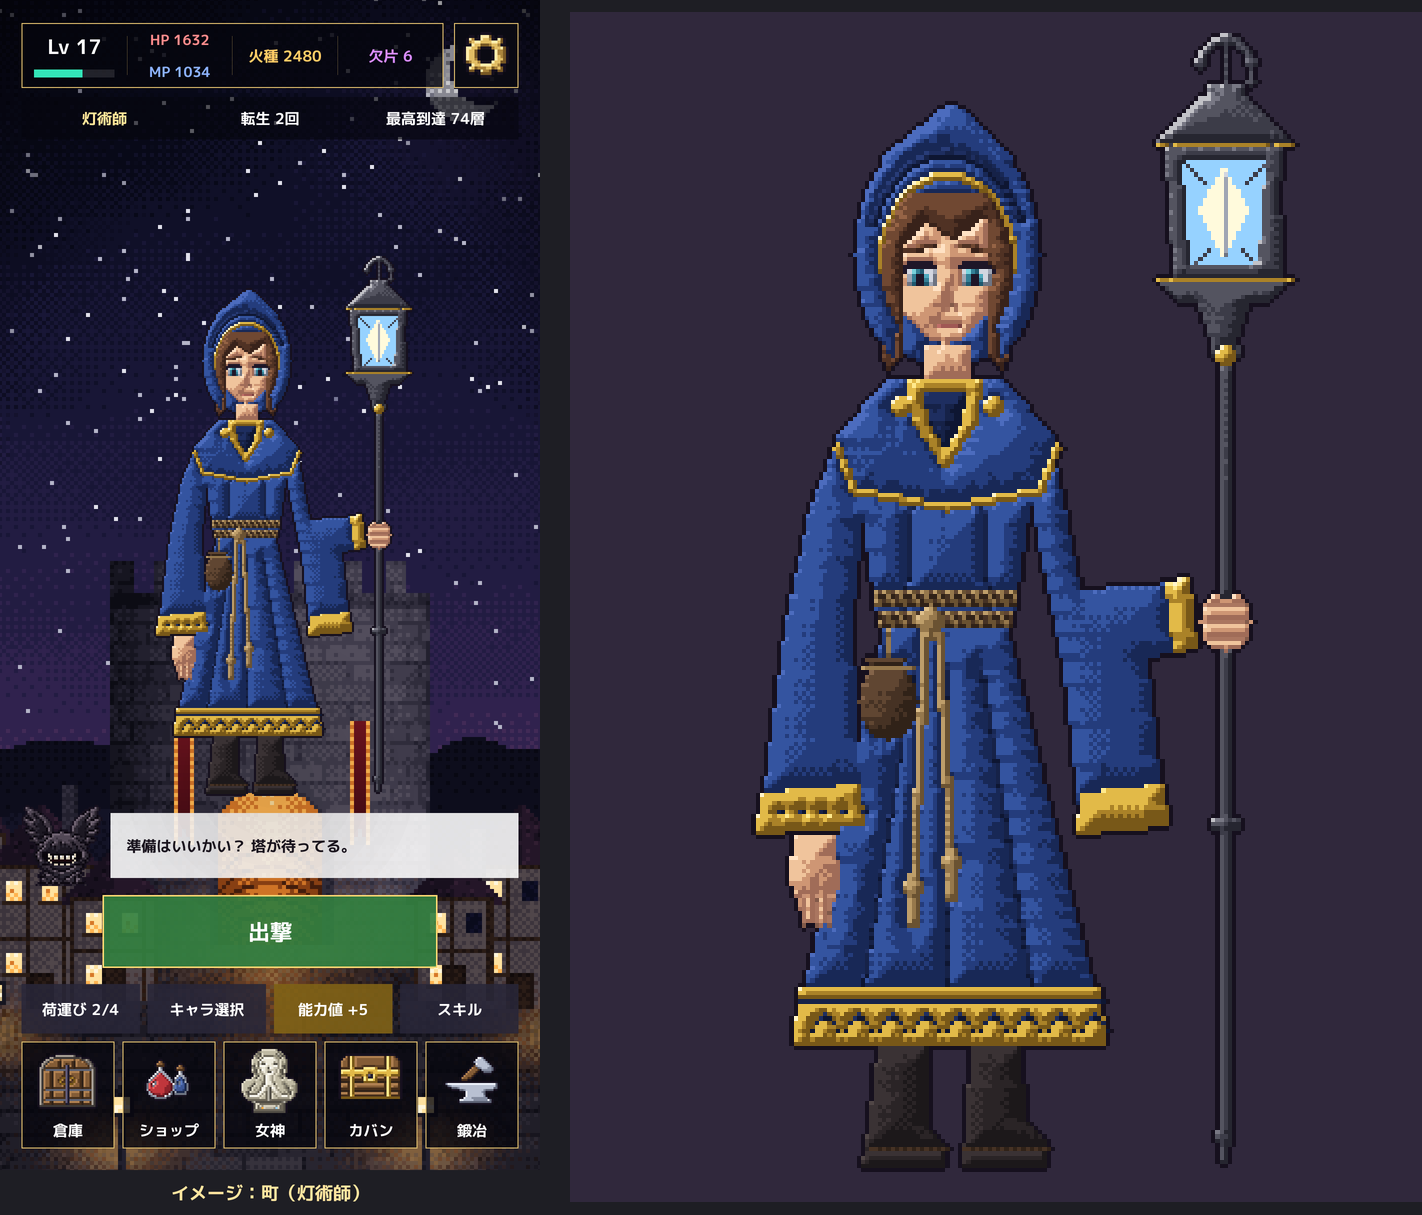 Lv 17
HP 1632
MP 1034
火種 2480
欠片 6
灯術師
転生 2回
最高到達 74層
準備はいいかい？ 塔が待ってる。
出撃
荷運び 2/4
キャラ選択
能力値 +5
スキル
倉庫
ショップ
女神
カバン
鍛冶
イメージ：町（灯術師）